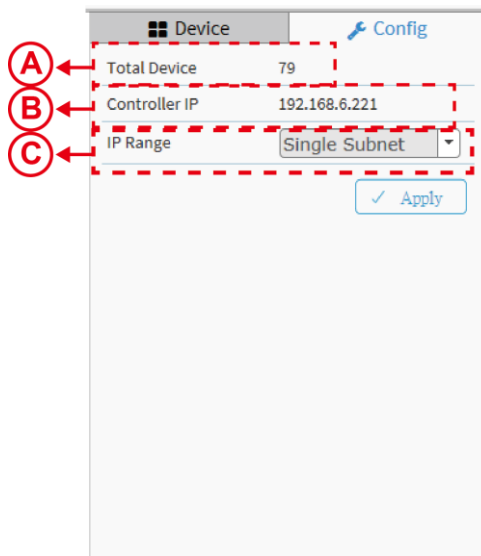 Device Config
A Total Device 79
B Controller IP 192.168.6.221
C IP Range Single Subnet
Apply